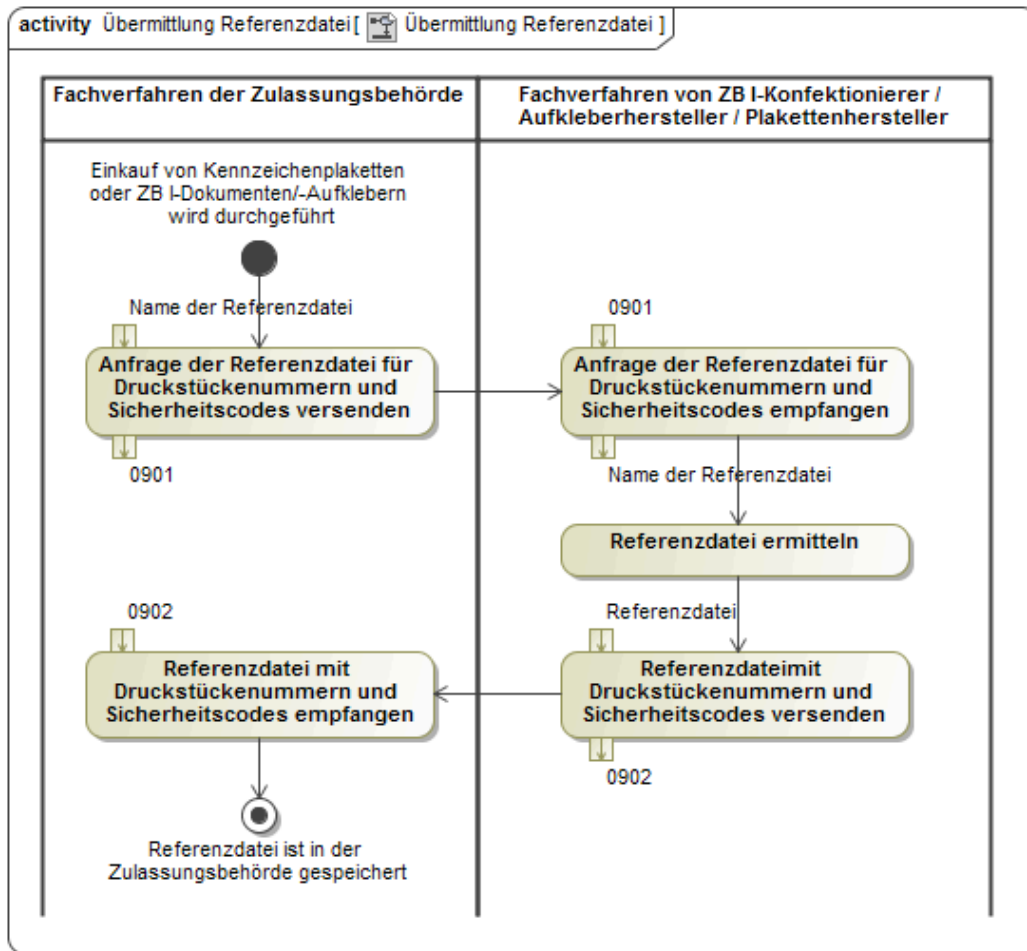 activity Übermittlung Referenzdatei[ Übermittlung Referenzdatei ]
Fachverfahren der Zulassungsbehörde
Fachverfahren von ZB I-Konfektionierer /
Aufkleberhersteller / Plakettenhersteller
Einkauf von Kennzeichenplaketten
oder ZB I-Dokumenten/-Aufklebern
wird durchgeführt
Name der Referenzdatei
0901
Anfrage der Referenzdatei für
Druckstückenummern und
Sicherheitscodes versenden
Anfrage der Referenzdatei für
Druckstückenummern und
Sicherheitscodes empfangen
0901
Name der Referenzdatei
Referenzdatei ermitteln
0902
Referenzdatei
Referenzdatei mit
Druckstückenummern und
Sicherheitscodes empfangen
Referenzdateimit
Druckstückenummern und
Sicherheitscodes versenden
0902
Referenzdatei ist in der
Zulassungsbehörde gespeichert